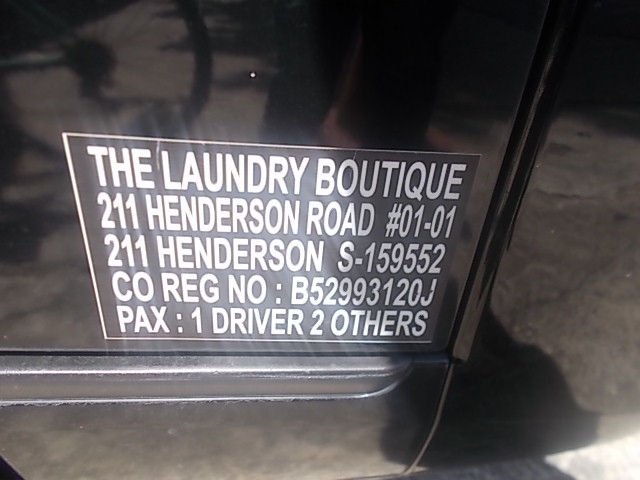 THE LAUNDRY BOUTIQUE
211 HENDERSON ROAD #01-01
211 HENDERSON S-159552
CO REG NO : B52993120J
PAX : 1 DRIVER 2 OTHERS